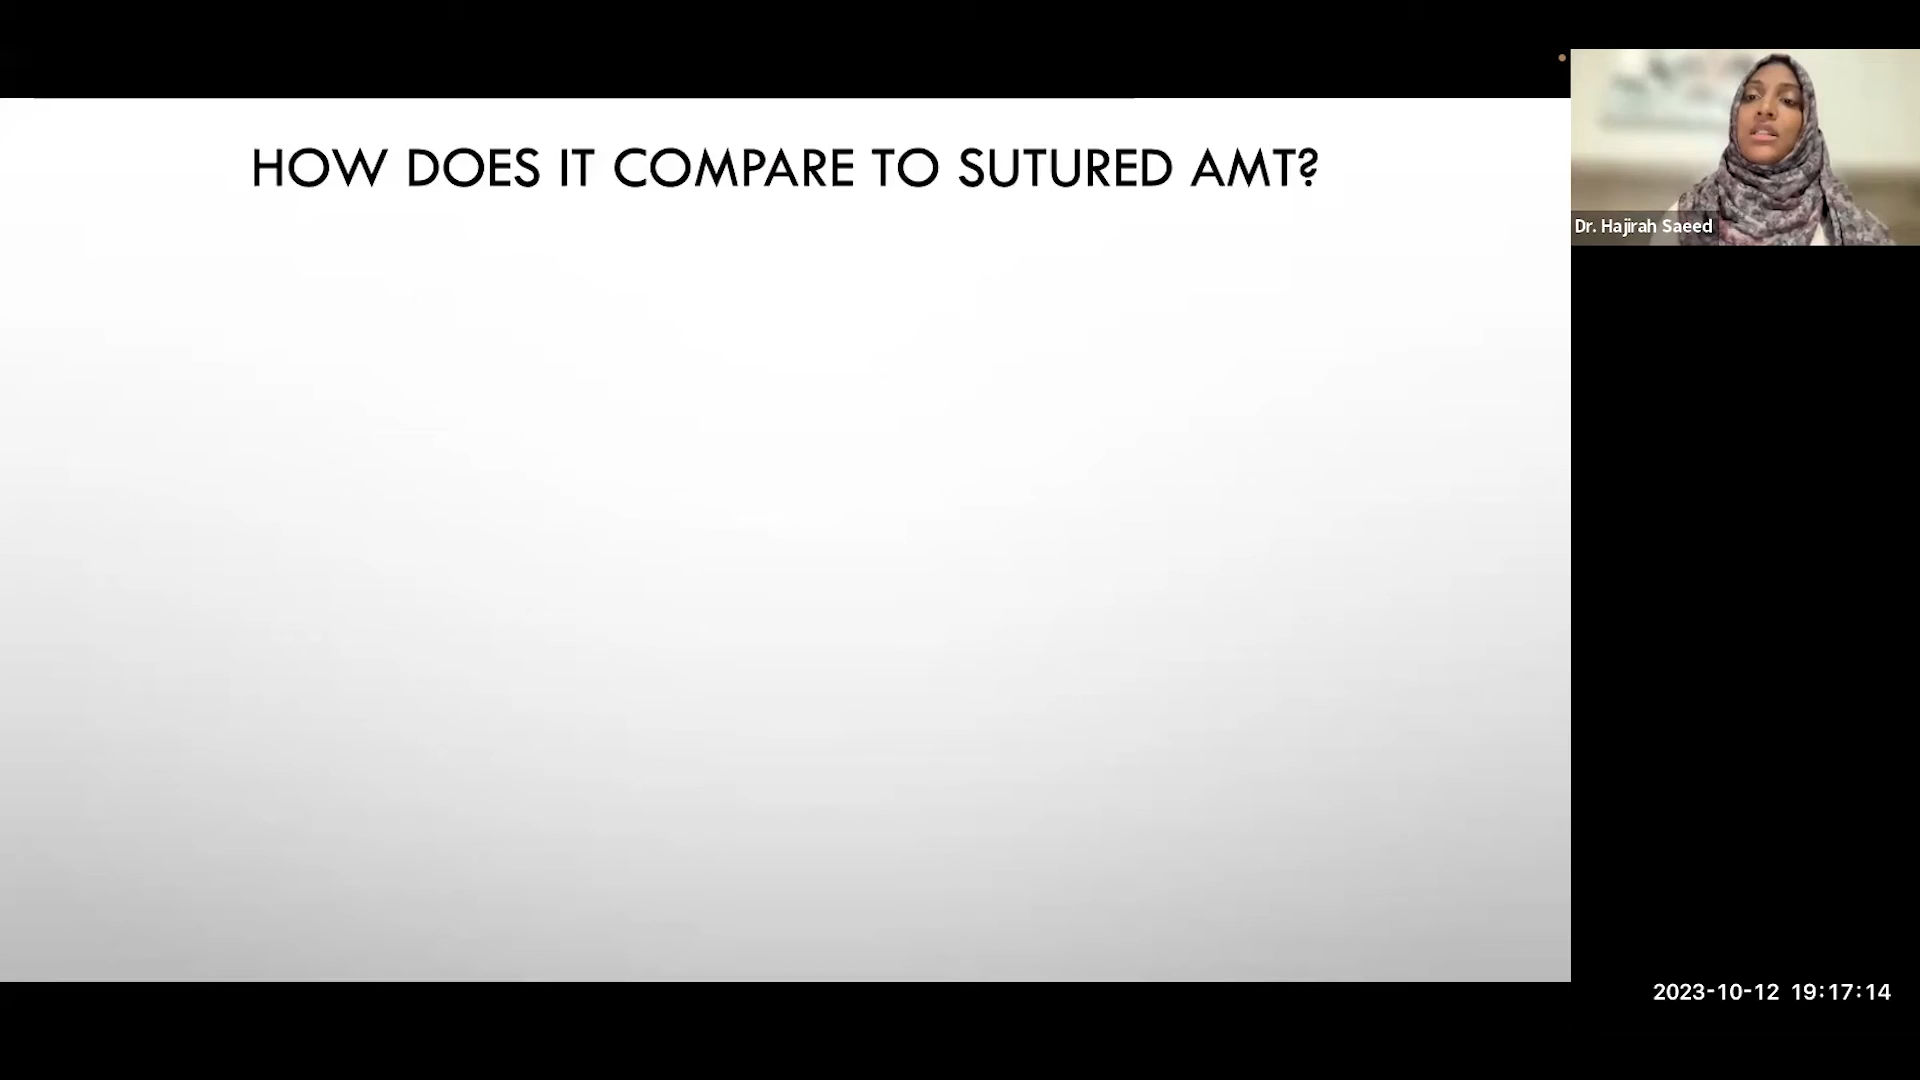 HOW DOES IT COMPARE TO SUTURED AMT?
Dr. Hajirah Saeed
2023-10-12 19:17:14